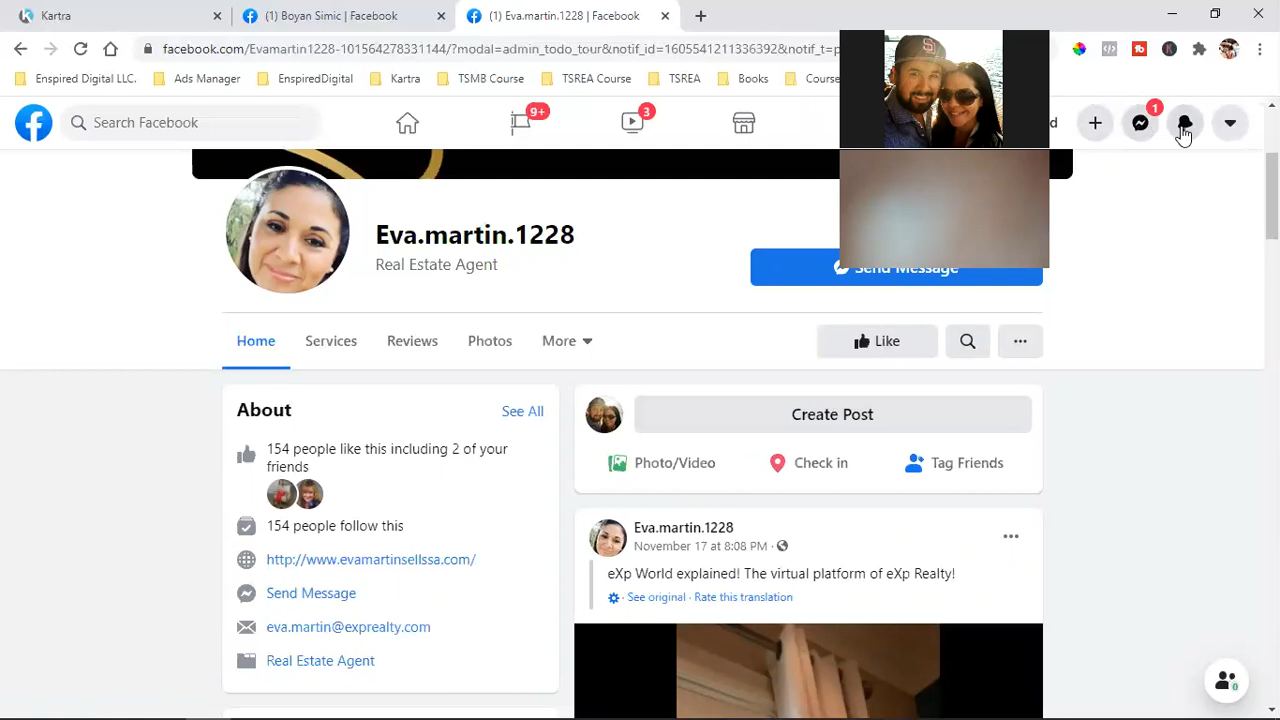 Kartra
(1) Boyan Simic | Facebook
(1) Eva.martin.1228 | Facebook
facebook.com/Evamartin1228-101564278331144/?modal=admin_todo_tour&notif_id=1605541211336392&notif_t=p
Enspired Digital LLC.
Ads Manager
EnspiredDigital
Kartra
TSMB Course
TSREA Course
TSREA
Books
Course
Search Facebook
9+
3
d
1
Eva.martin.1228
Real Estate Agent
Send Message
Home
Services
Reviews
Photos
More
Like
About
See All
154 people like this including 2 of your
friends
154 people follow this
http://www.evamartinsellssa.com/
Send Message
eva.martin@exprealty.com
Real Estate Agent
Create Post
Photo/Video
Check in
Tag Friends
Eva.martin.1228
November 17 at 8:08 PM ·
eXp World explained! The virtual platform of eXp Realty!
· See original · Rate this translation